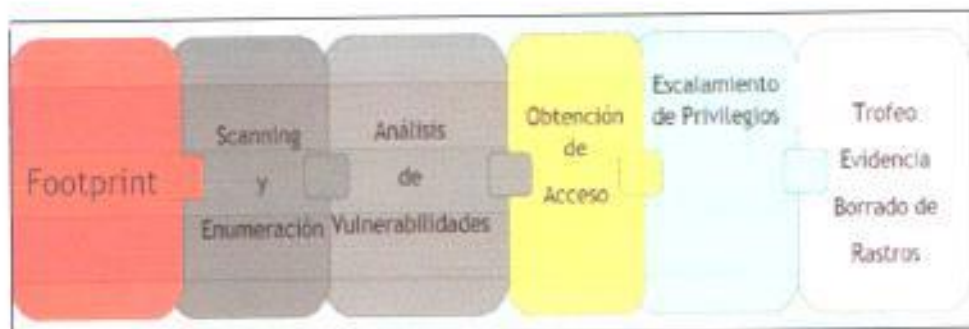 Footprint
Scanning
y
Enumeración
Análisis
de
Vulnerabilidades
Obtención
de
Acceso
Escalamiento
de Privilegios
Trofeo
Evidencia
Borrado de
Rastros